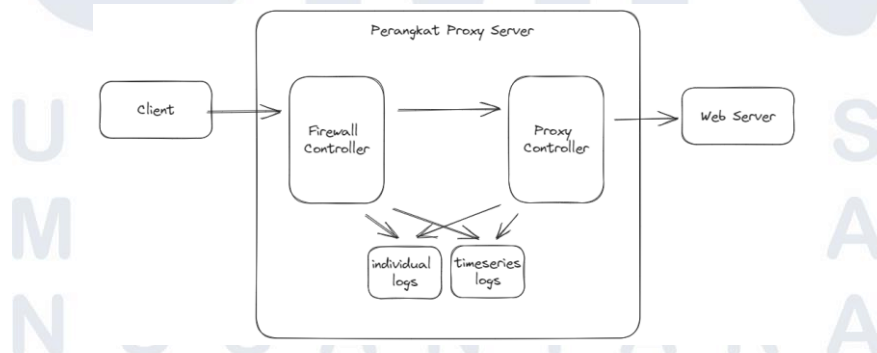 Perangkat Proxy Server
Client
Firewall
Controller
Proxy
Controller
Web Server
individual
logs
timeseries
logs
U
M
N
S
A
A